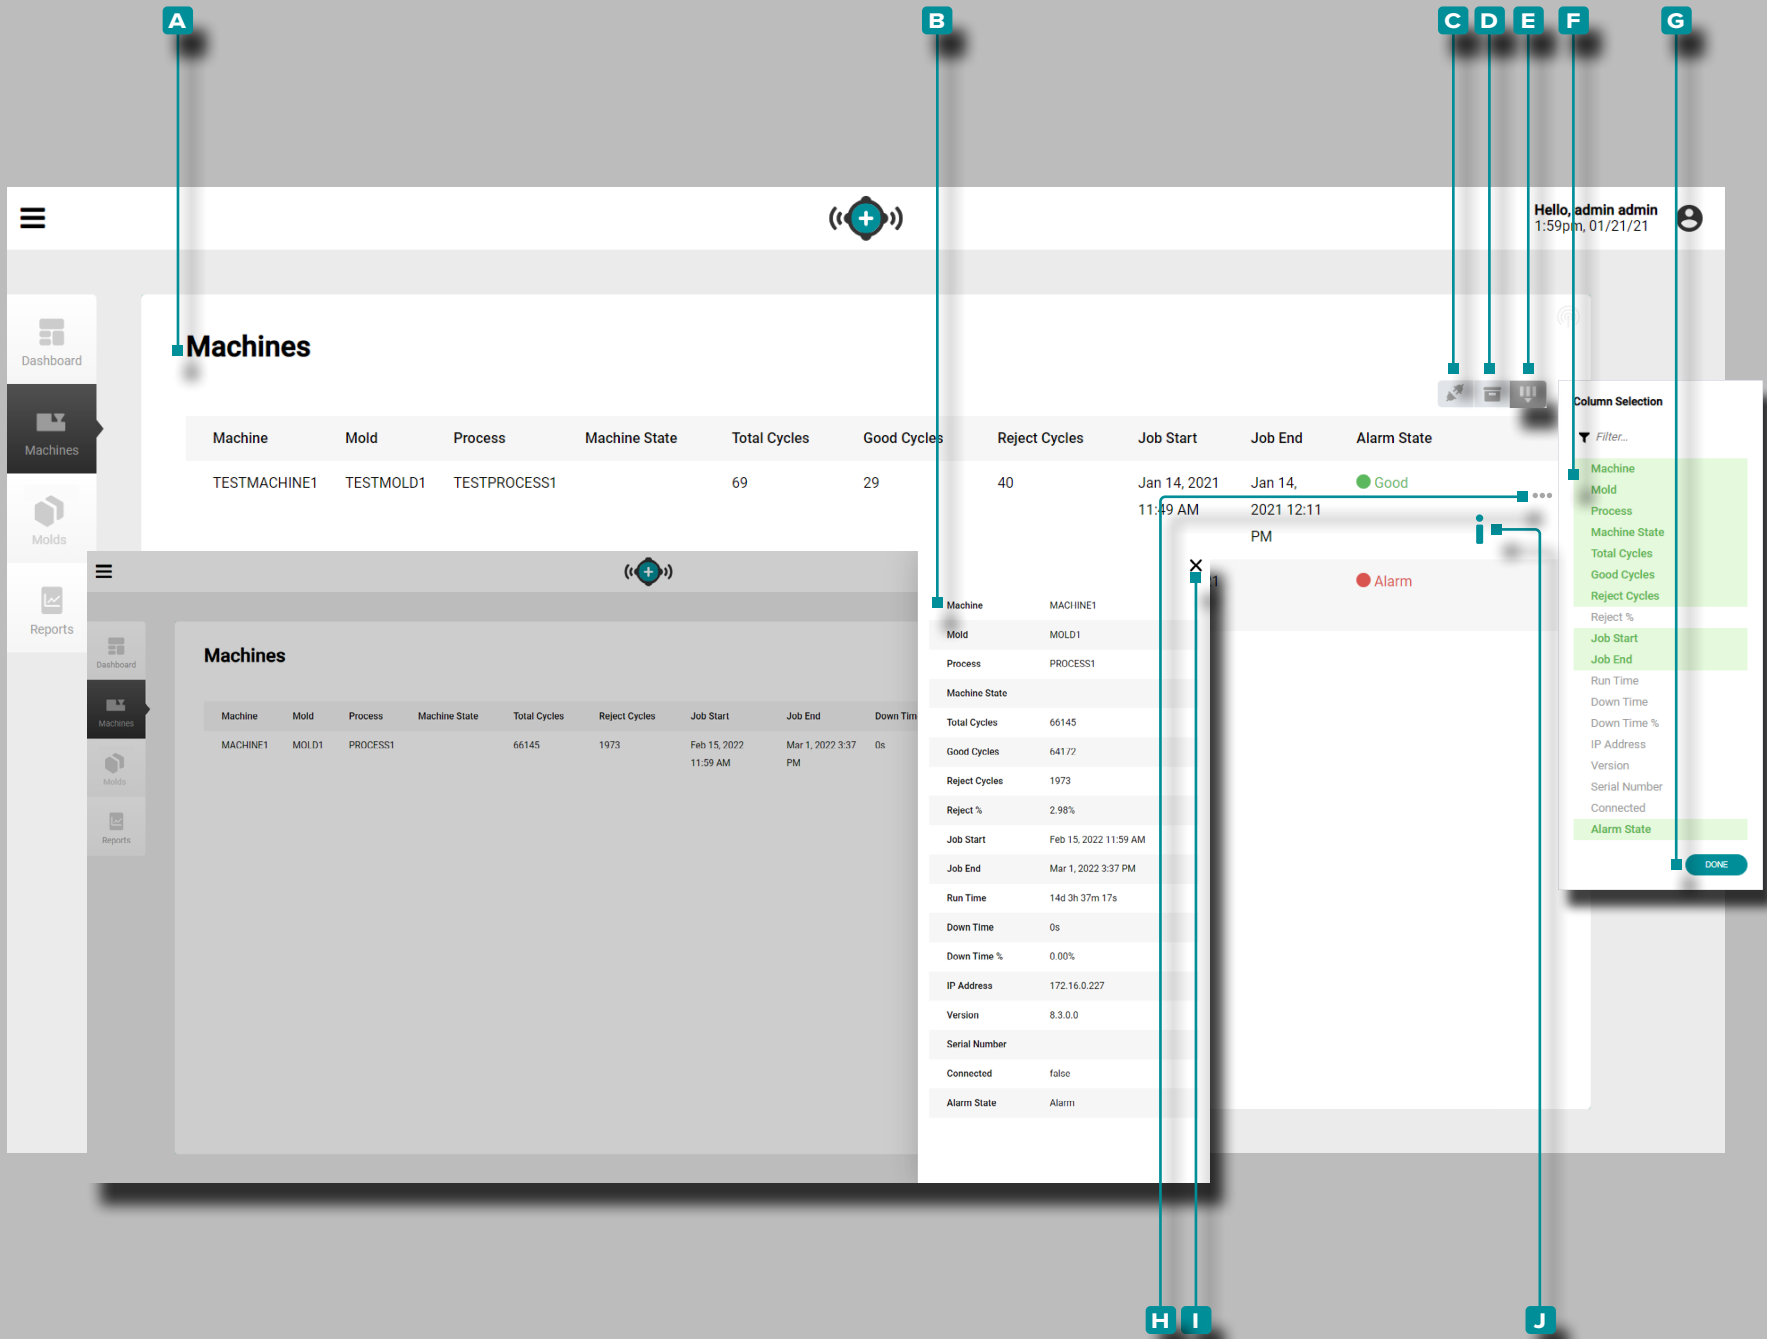 A B C D E F G
Hello, admin admin
1:59pm, 01/21/21
Dashboard
Machines
Molds
Reports
Machines
Machine Mold Process Machine State Total Cycles Good Cycles Reject Cycles Job Start Job End Alarm State
TESTMACHINE1 TESTMOLD1 TESTPROCESS1 69 29 40 Jan 14, 2021 Jan 14, Good
11:49 AM 2021 12:11
PM
Alarm
Column Selection
Filter...
Machine
Mold
Process
Machine State
Total Cycles
Good Cycles
Reject Cycles
Reject %
Job Start
Job End
Run Time
Down Time
Down Time %
IP Address
Version
Serial Number
Connected
Alarm State
DONE
Dashboard
Machines
Molds
Reports
Machines
Machine Mold Process Machine State Total Cycles Reject Cycles Job Start Job End Down Tim
MACHINE1 MOLD1 PROCESS1 66145 1973 Feb 15, 2022 Mar 1, 2022 3:37 0s
11:59 AM PM
Machine MACHINE1
Mold MOLD1
Process PROCESS1
Machine State
Total Cycles 66145
Good Cycles 64172
Reject Cycles 1973
Reject % 2.98%
Job Start Feb 15, 2022 11:59 AM
Job End Mar 1, 2022 3:37 PM
Run Time 14d 3h 37m 17s
Down Time 0s
Down Time % 0.00%
IP Address 172.16.0.227
Version 8.3.0.0
Serial Number
Connected false
Alarm State Alarm
H I J